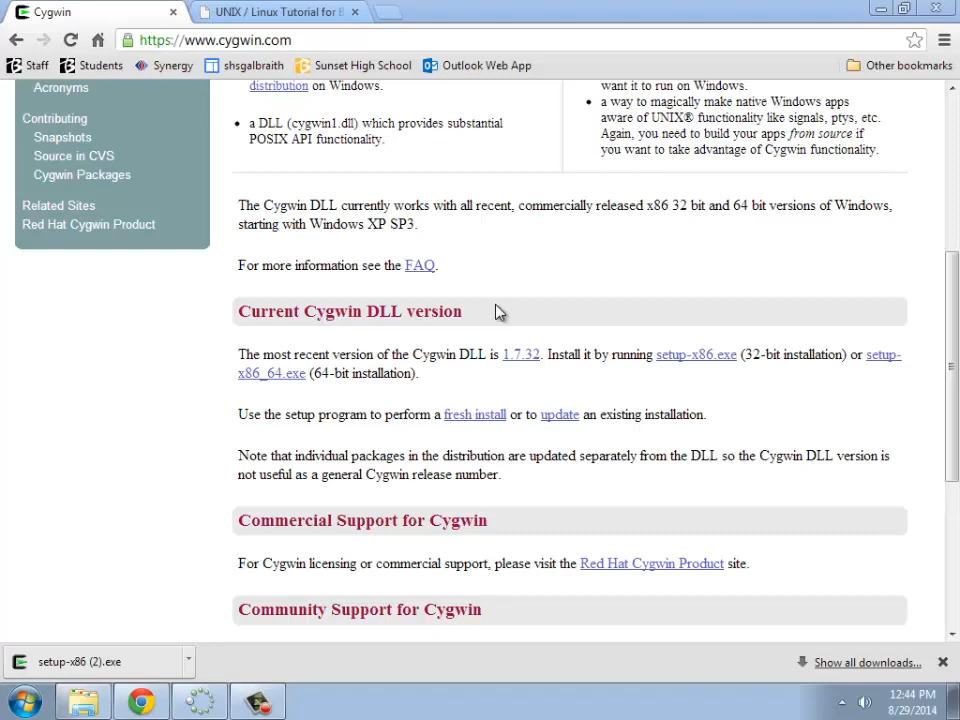 Cygwin
UNIX / Linux Tutorial for B
https://www.cygwin.com
Staff
Students
Synergy
shsgalbraith
Sunset High School
Outlook Web App
Other bookmarks
Acronyms
Contributing
Snapshots
Source in CVS
Cygwin Packages
Related Sites
Red Hat Cygwin Product
distribution on Windows.
• a DLL (cygwin1.dll) which provides substantial
POSIX API functionality.
want it to run on Windows.
• a way to magically make native Windows apps
aware of UNIX® functionality like signals, ptys, etc.
Again, you need to build your apps from source if
you want to take advantage of Cygwin functionality.
The Cygwin DLL currently works with all recent, commercially released x86 32 bit and 64 bit versions of Windows,
starting with Windows XP SP3.
For more information see the FAQ.
Current Cygwin DLL version
The most recent version of the Cygwin DLL is 1.7.32. Install it by running setup-x86.exe (32-bit installation) or setup-
x86_64.exe (64-bit installation).
Use the setup program to perform a fresh install or to update an existing installation.
Note that individual packages in the distribution are updated separately from the DLL so the Cygwin DLL version is
not useful as a general Cygwin release number.
Commercial Support for Cygwin
For Cygwin licensing or commercial support, please visit the Red Hat Cygwin Product site.
Community Support for Cygwin
setup-x86 (2).exe
Show all downloads...
12:44 PM
8/29/2014